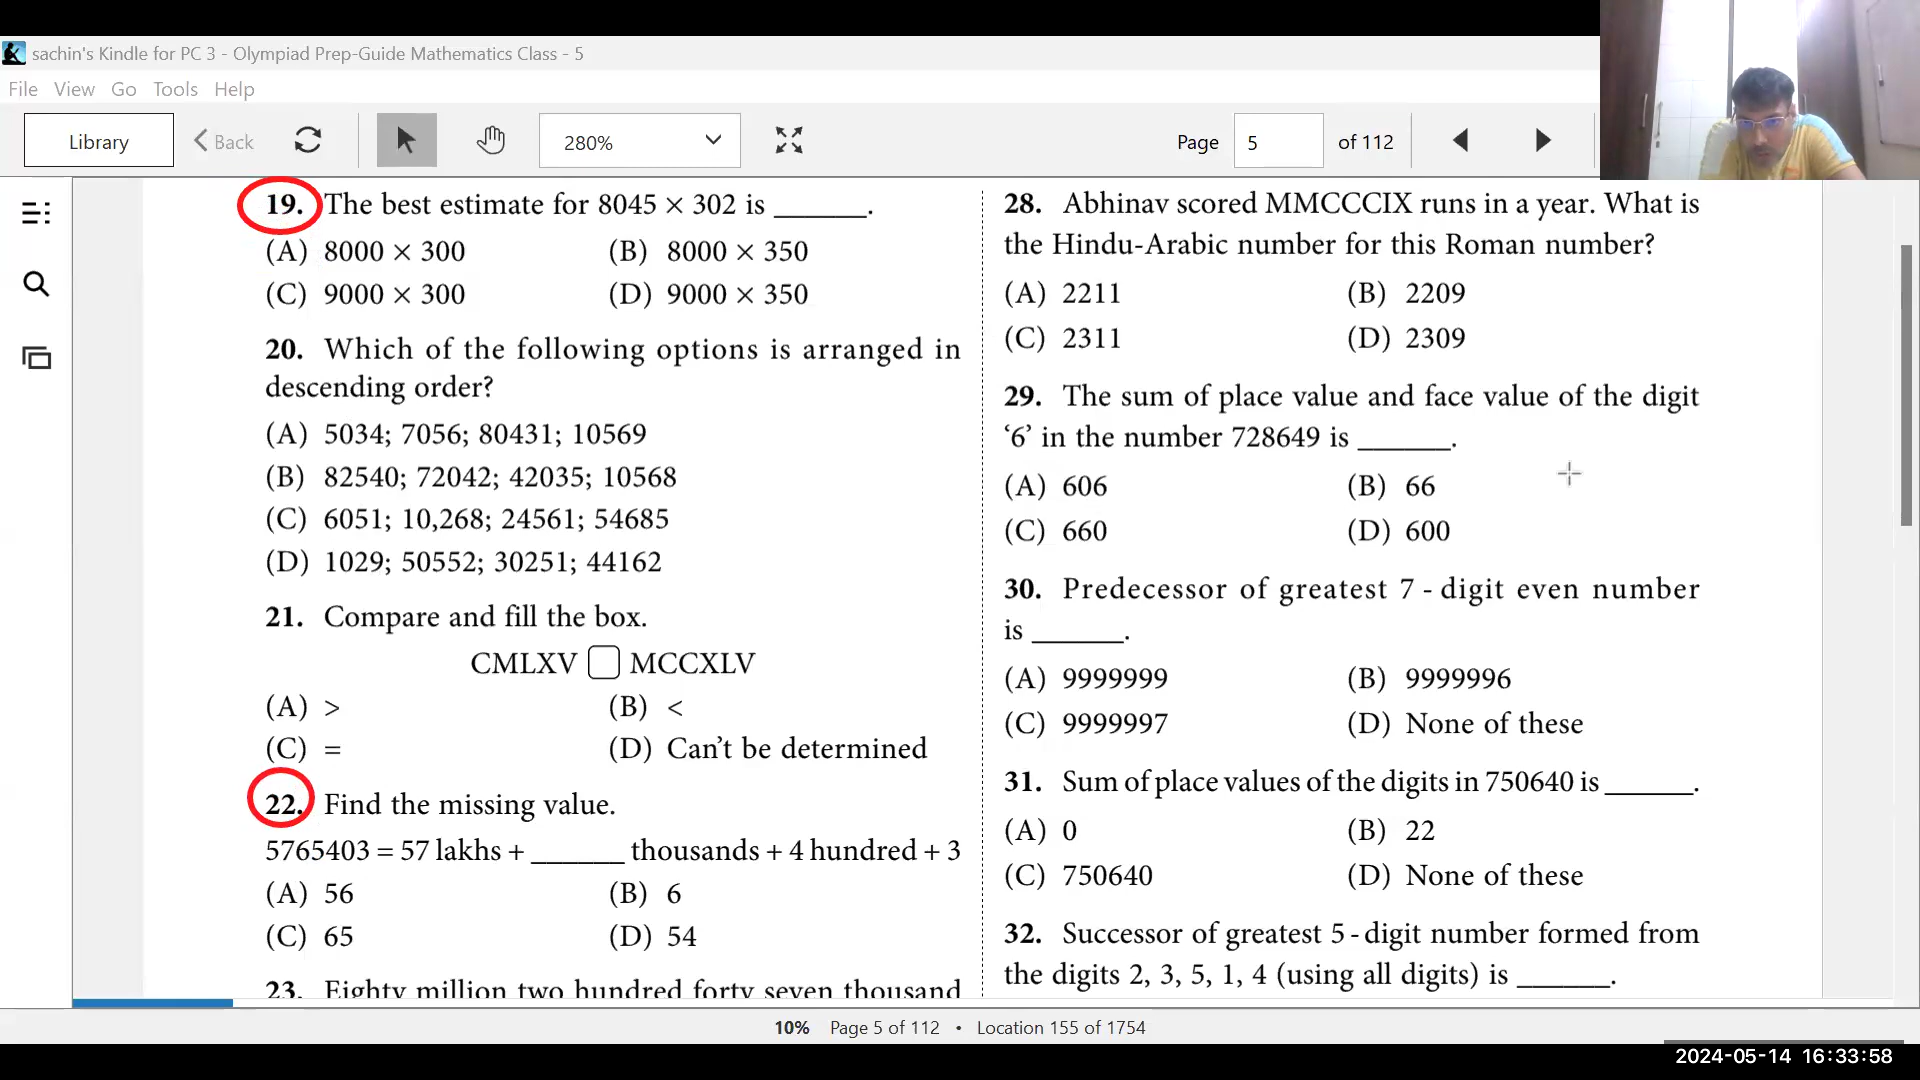 sachin's Kindle for PC 3 - Olympiad Prep-Guide Mathematics Class - 5
File View Go Tools Help
Library
Back
280%
Page 5 of 112
19. The best estimate for 8045 × 302 is ______.
(A) 8000 × 300 (B) 8000 × 350
(C) 9000 × 300 (D) 9000 × 350
20. Which of the following options is arranged in
descending order?
(A) 5034; 7056; 80431; 10569
(B) 82540; 72042; 42035; 10568
(C) 6051; 10,268; 24561; 54685
(D) 1029; 50552; 30251; 44162
21. Compare and fill the box.
CMLXV □ MCCXLV
(A) > (B) <
(C) = (D) Can't be determined
22. Find the missing value.
5765403 = 57 lakhs + ______ thousands + 4 hundred + 3
(A) 56 (B) 6
(C) 65 (D) 54
23. Eighty million two hundred forty seven thousand
28. Abhinav scored MMCCCIX runs in a year. What is
the Hindu-Arabic number for this Roman number?
(A) 2211 (B) 2209
(C) 2311 (D) 2309
29. The sum of place value and face value of the digit
'6' in the number 728649 is ______.
(A) 606 (B) 66
(C) 660 (D) 600
30. Predecessor of greatest 7 - digit even number
is ______.
(A) 9999999 (B) 9999996
(C) 9999997 (D) None of these
31. Sum of place values of the digits in 750640 is ______.
(A) 0 (B) 22
(C) 750640 (D) None of these
32. Successor of greatest 5 - digit number formed from
the digits 2, 3, 5, 1, 4 (using all digits) is ______.
10% Page 5 of 112 • Location 155 of 1754
2024-05-14 16:33:58